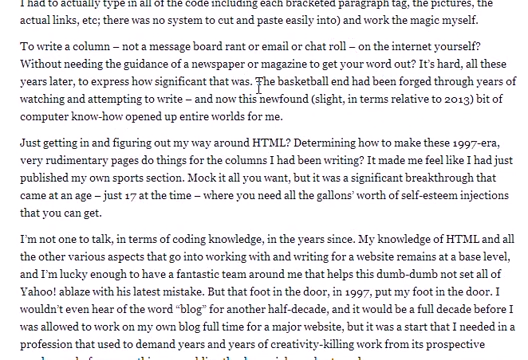 I had to actually type in all of the code including each bracketed paragraph tag, the pictures, the
actual links, etc; there was no system to cut and paste easily into) and work the magic myself.
To write a column – not a message board rant or email or chat roll – on the internet yourself?
Without needing the guidance of a newspaper or magazine to get your word out? It's hard, all these
years later, to express how significant that was. The basketball end had been forged through years of
watching and attempting to write – and now this newfound (slight, in terms relative to 2013) bit of
computer know-how opened up entire worlds for me.
Just getting in and figuring out my way around HTML? Determining how to make these 1997-era,
very rudimentary pages do things for the columns I had been writing? It made me feel like I had just
published my own sports section. Mock it all you want, but it was a significant breakthrough that
came at an age – just 17 at the time – where you need all the gallons' worth of self-esteem injections
that you can get.
I'm not one to talk, in terms of coding knowledge, in the years since. My knowledge of HTML and all
the other various aspects that go into working with and writing for a website remains at a base level,
and I'm lucky enough to have a fantastic team around me that helps this dumb-dumb not set all of
Yahoo! ablaze with his latest mistake. But that foot in the door, in 1997, put my foot in the door. I
wouldn't even hear of the word "blog" for another half-decade, and it would be a full decade before I
was allowed to work on my own blog full time for a major website, but it was a start that I needed in a
profession that used to demand years and years of creativity-killing work from its prospective